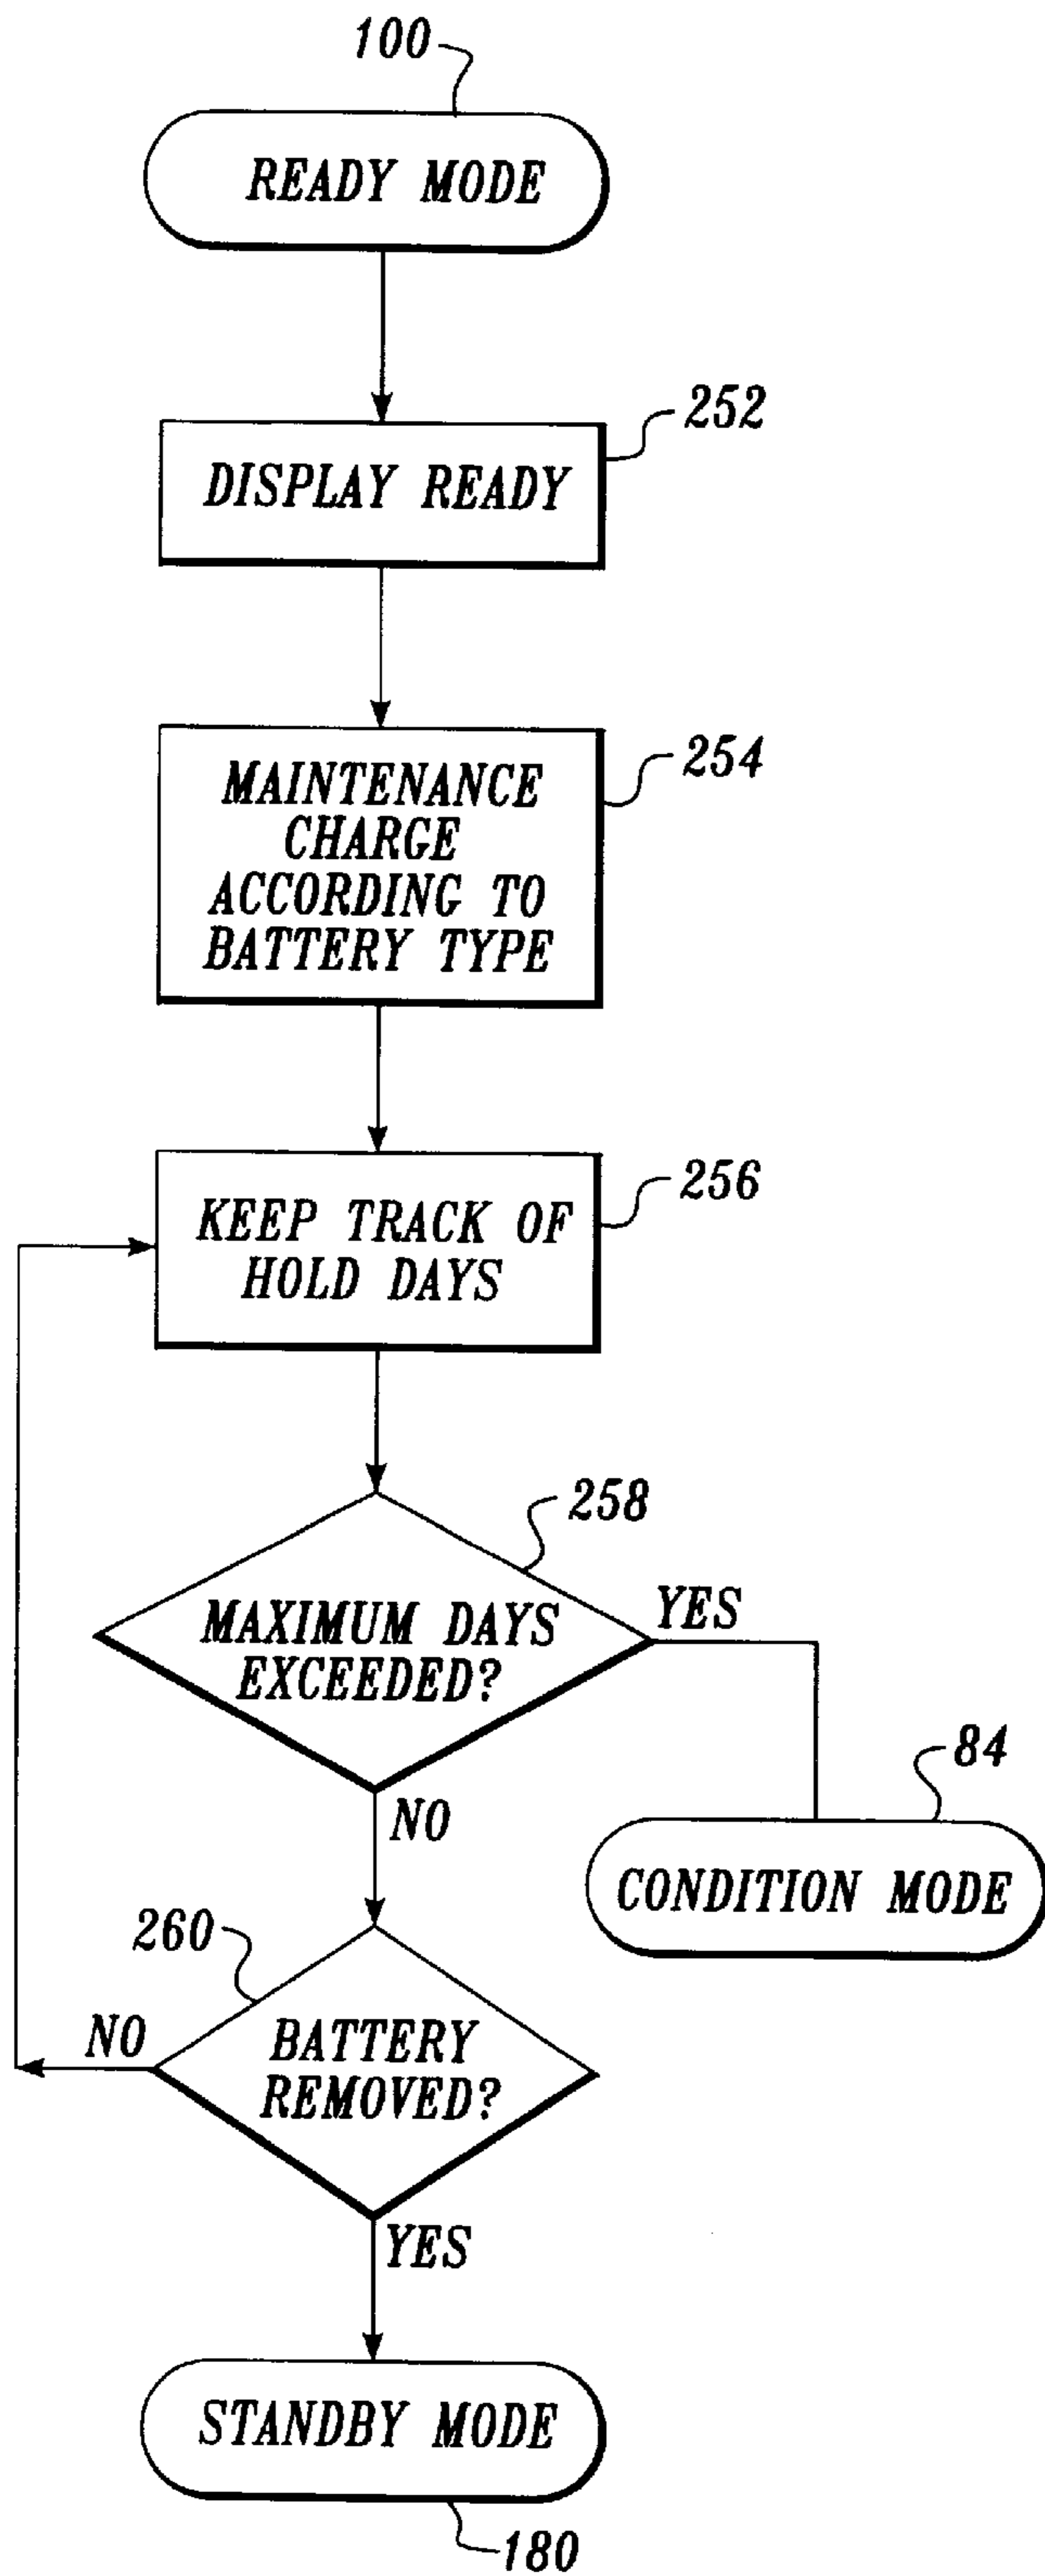 100
READY MODE
252
DISPLAY READY
254
MAINTENANCE
CHARGE
ACCORDING TO
BATTERY TYPE
256
KEEP TRACK OF
HOLD DAYS
258
YES
MAXIMUM DAYS
EXCEEDED?
84
NO
CONDITION MODE
260
NO
BATTERY
REMOVED?
YES
STANDBY MODE
180